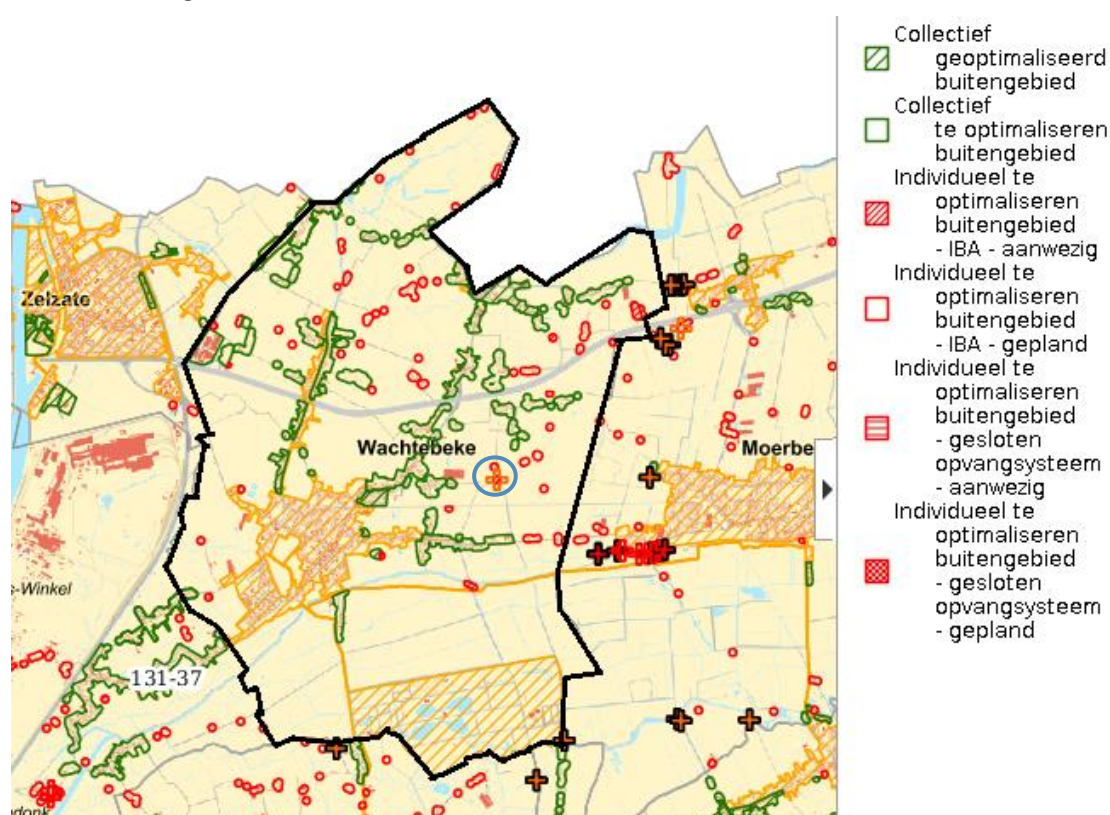 Zelzate
Wachtebeke
Moerbe
-Winkel
131-37
Collectief
geoptimaliseerd
buitengebied
Collectief
te optimaliseren
buitengebied
Individueel te
optimaliseren
buitengebied
- IBA - aanwezig
Individueel te
optimaliseren
buitengebied
- IBA - gepland
Individueel te
optimaliseren
buitengebied
- gesloten
opvangsysteem
- aanwezig
Individueel te
optimaliseren
buitengebied
- gesloten
opvangsysteem
- gepland